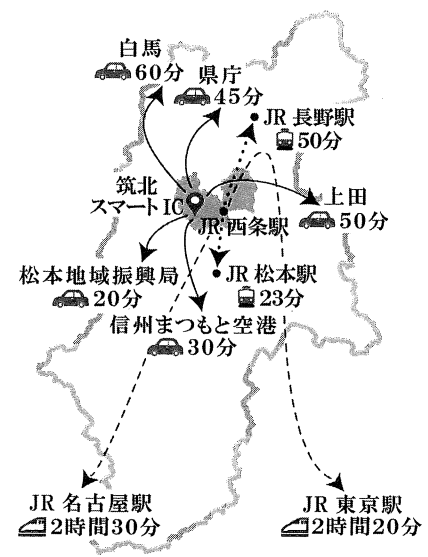 白馬
60分
県庁
45分
JR 長野駅
50分
筑北
スマートIC
上田
50分
JR 西条駅
松本地域振興局
20分
JR 松本駅
23分
信州まつもと空港
30分
JR 名古屋駅
2時間30分
JR 東京駅
2時間20分